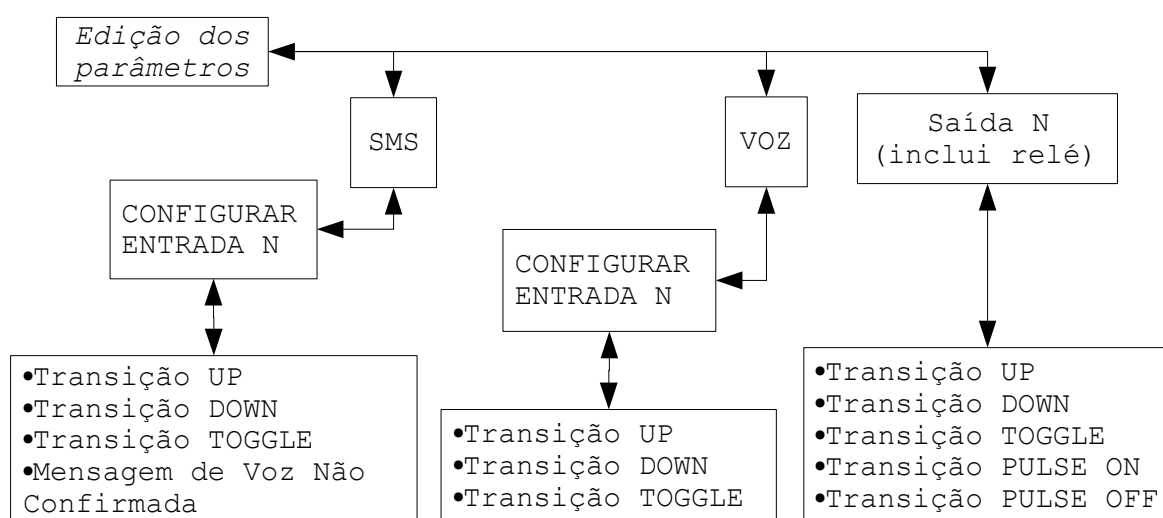 Edição dos
parâmetros
SMS
VOZ
Saída N
(inclui relé)
CONFIGURAR
ENTRADA N
CONFIGURAR
ENTRADA N
•Transição UP
•Transição DOWN
•Transição TOGGLE
•Mensagem de Voz Não
Confirmada
•Transição UP
•Transição DOWN
•Transição TOGGLE
•Transição UP
•Transição DOWN
•Transição TOGGLE
•Transição PULSE ON
•Transição PULSE OFF